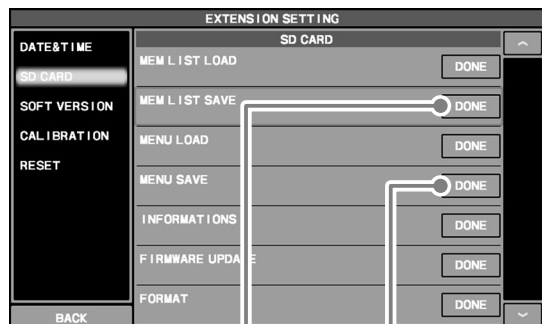 EXTENSION SETTING
DATE&TIME
SD CARD
SOFT VERSION
CALIBRATION
RESET
BACK
SD CARD
MEM LIST LOAD DONE
MEM LIST SAVE DONE
MENU LOAD DONE
MENU SAVE DONE
INFORMATIONS DONE
FIRMWARE UPDATE DONE
FORMAT DONE